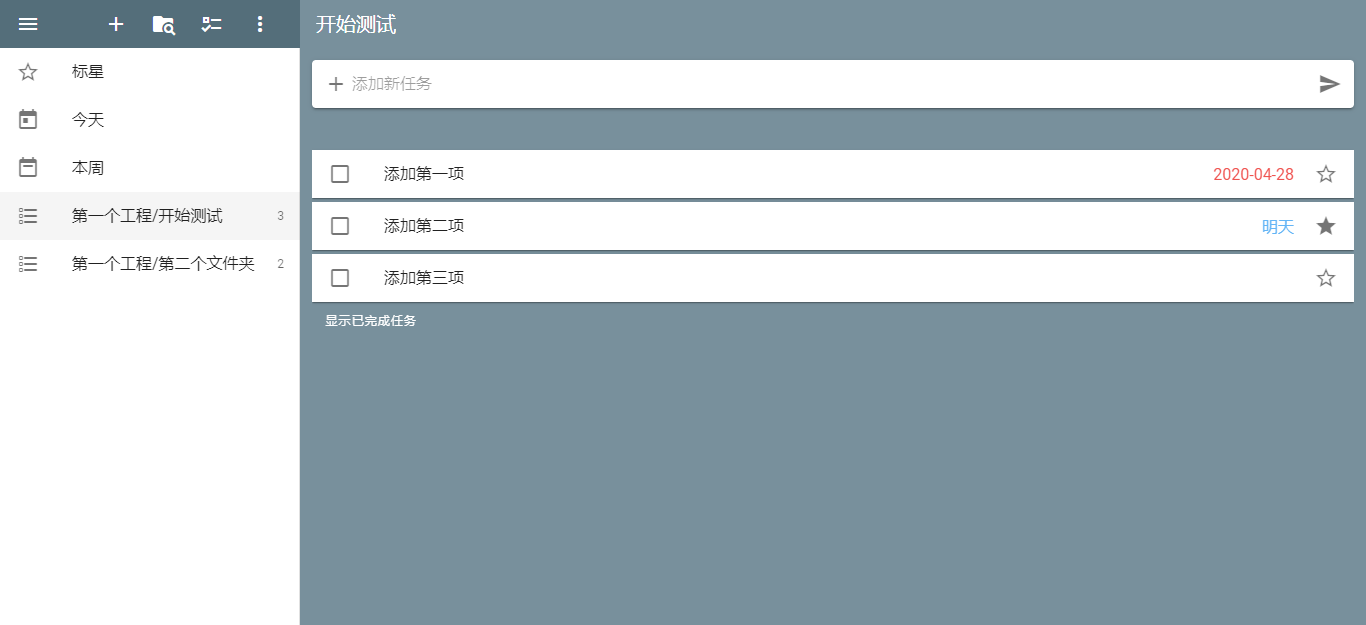 开始测试
标星
今天
本周
第一个工程/开始测试 3
第一个工程/第二个文件夹 2
添加新任务
添加第一项 2020-04-28
添加第二项 明天
添加第三项
显示已完成任务